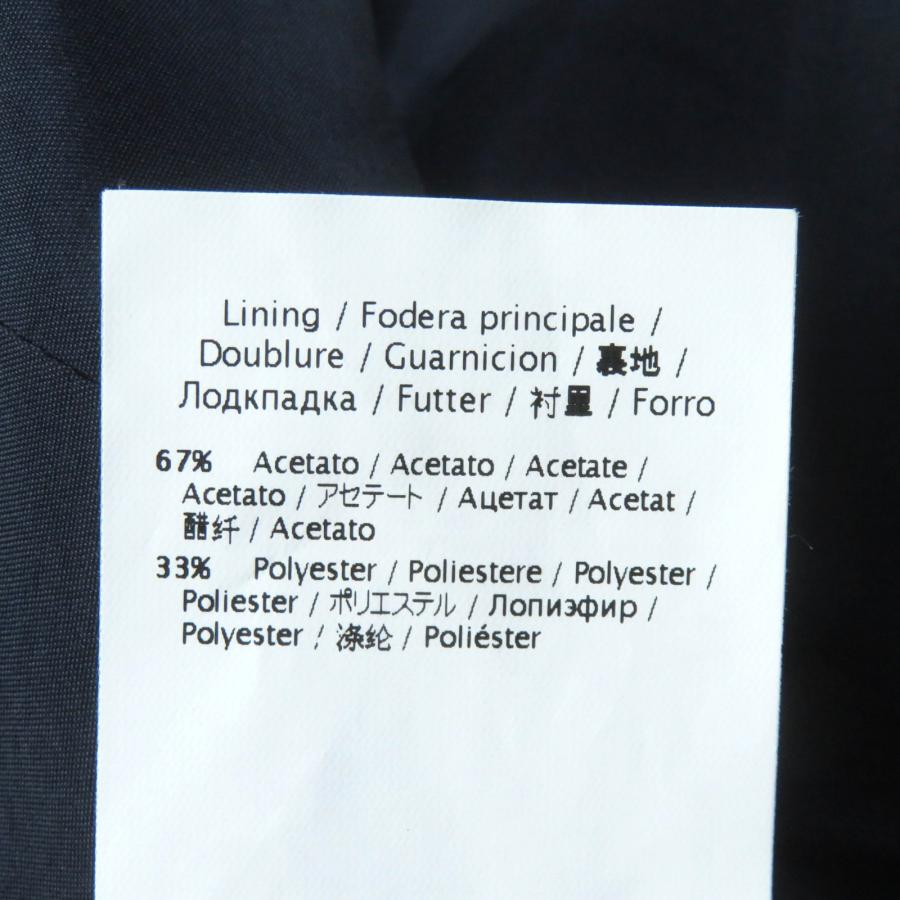 Lining / Fodera principale /
Doublure / Guarnicion / 裏地 /
Лодкпадка / Futter / 衬里 / Forro
67% Acetato / Acetato / Acetate /
Acetato / アセテート / Ацетат / Acetat /
醋纤 / Acetato
33% Polyester / Poliestere / Polyester /
Poliester / ポリエステル / Лопиэфир /
Polyester / 涤纶 / Poliéster